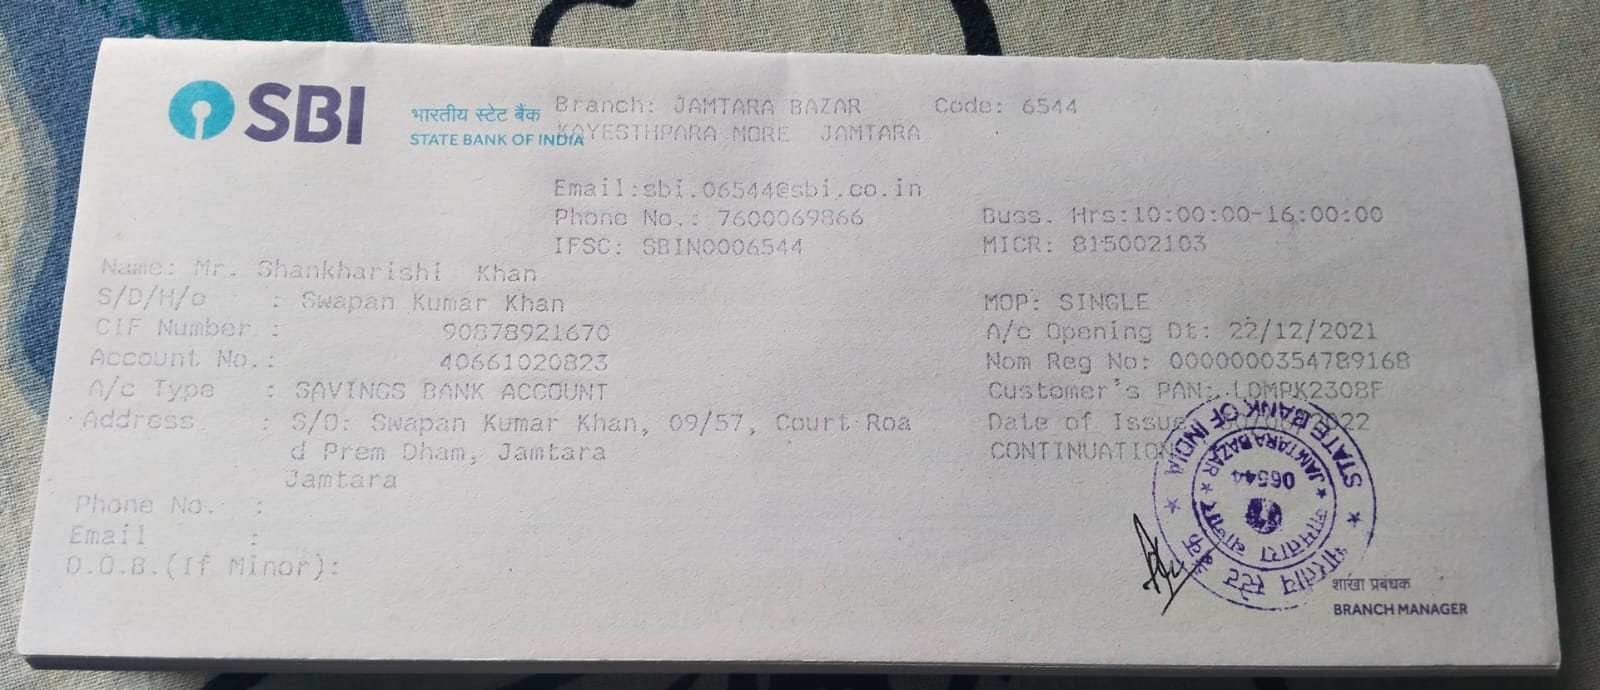 SBI
भारतीय स्टेट बैंक
STATE BANK OF INDIA
Branch: JAMTARA BAZAR Code: 6544
KAYESTHPARA MORE JAMTARA
Email:sbi.06544@sbi.co.in
Phone No.: 7600069866 Buss. Hrs:10:00:00-16:00:00
IFSC: SBIN0006544 MICR: 815002103
Name: Mr. Shankharishi Khan
S/D/H/o : Swapan Kumar Khan MOP: SINGLE
CIF Number : 90878921670 A/c Opening Dt: 22/12/2021
Account No.: 40661020823 Nom Reg No: 0000000354789168
A/c Type : SAVINGS BANK ACCOUNT Customer's PAN: LDMPK2308F
Address : S/O: Swapan Kumar Khan, 09/57, Court Roa Date of Issue
d Prem Dham, Jamtara CONTINUATION
Jamtara
Phone No. :
Email :
D.O.B.(If Minor):
STATE BANK OF INDIA
JAMTARA BAZAR
06544
भारतीय स्टेट बैंक
जामतारा बाजार
शाखा प्रबंधक
BRANCH MANAGER